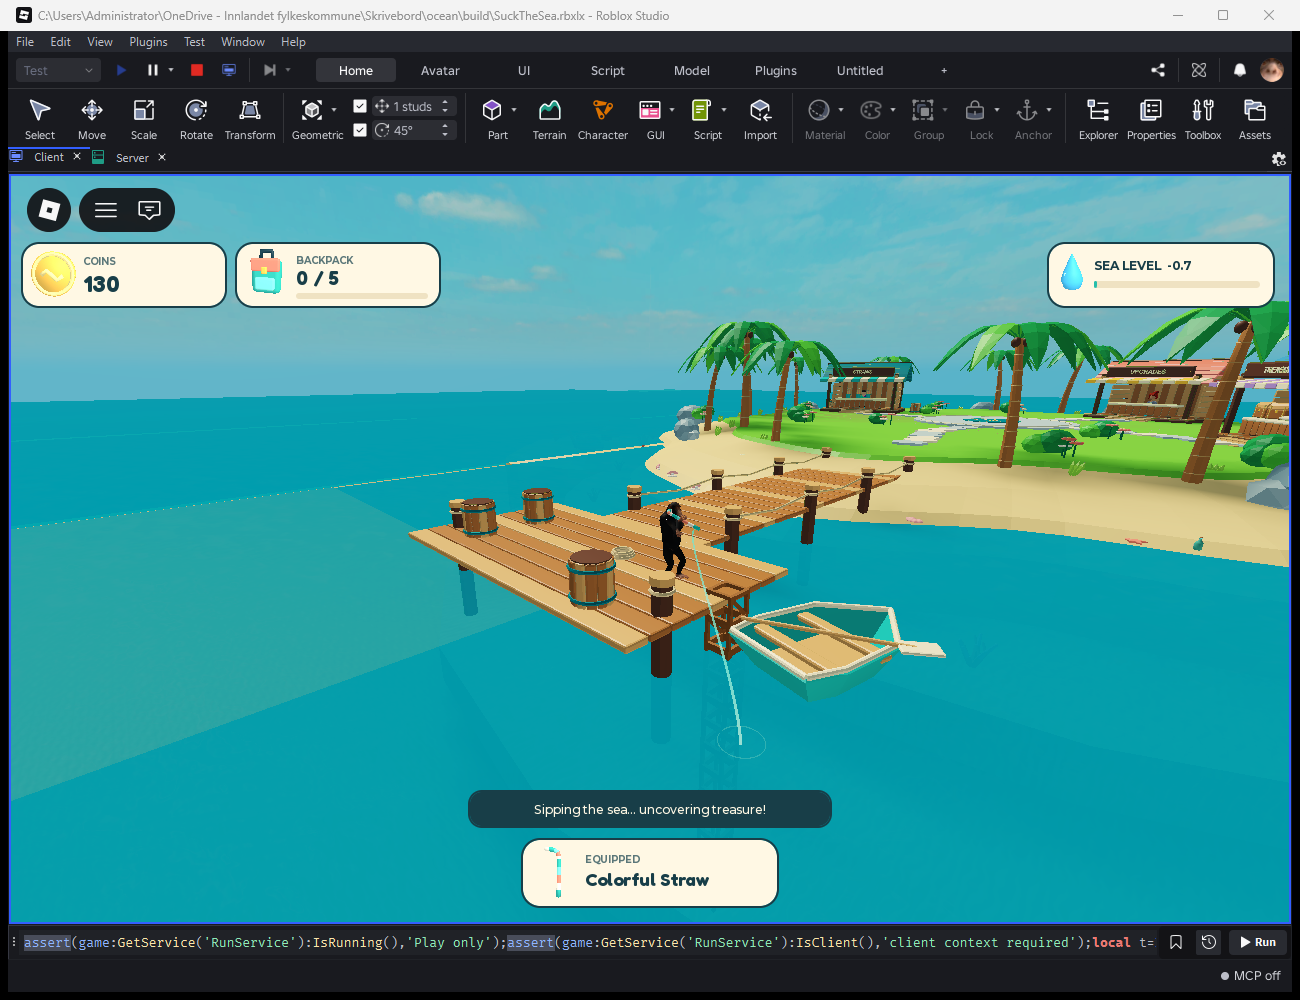 C:\Users\Administrator\OneDrive - Innlandet fylkeskommune\Skrivebord\ocean\build\SuckTheSea.rbxlx - Roblox Studio
File Edit View Plugins Test Window Help
Test Home Avatar UI Script Model Plugins Untitled +
1 studs
45°
Select Move Scale Rotate Transform Geometric Part Terrain Character GUI Script Import Material Color Group Lock Anchor Explorer Properties Toolbox Assets
Client Server
COINS
130
BACKPACK
0 / 5
SEA LEVEL -0.7
STRAWS
UPGRADES
Sipping the sea... uncovering treasure!
EQUIPPED
Colorful Straw
assert(game:GetService('RunService'):IsRunning(),'Play only');assert(game:GetService('RunService'):IsClient(),'client context required');local t=
Run
MCP off